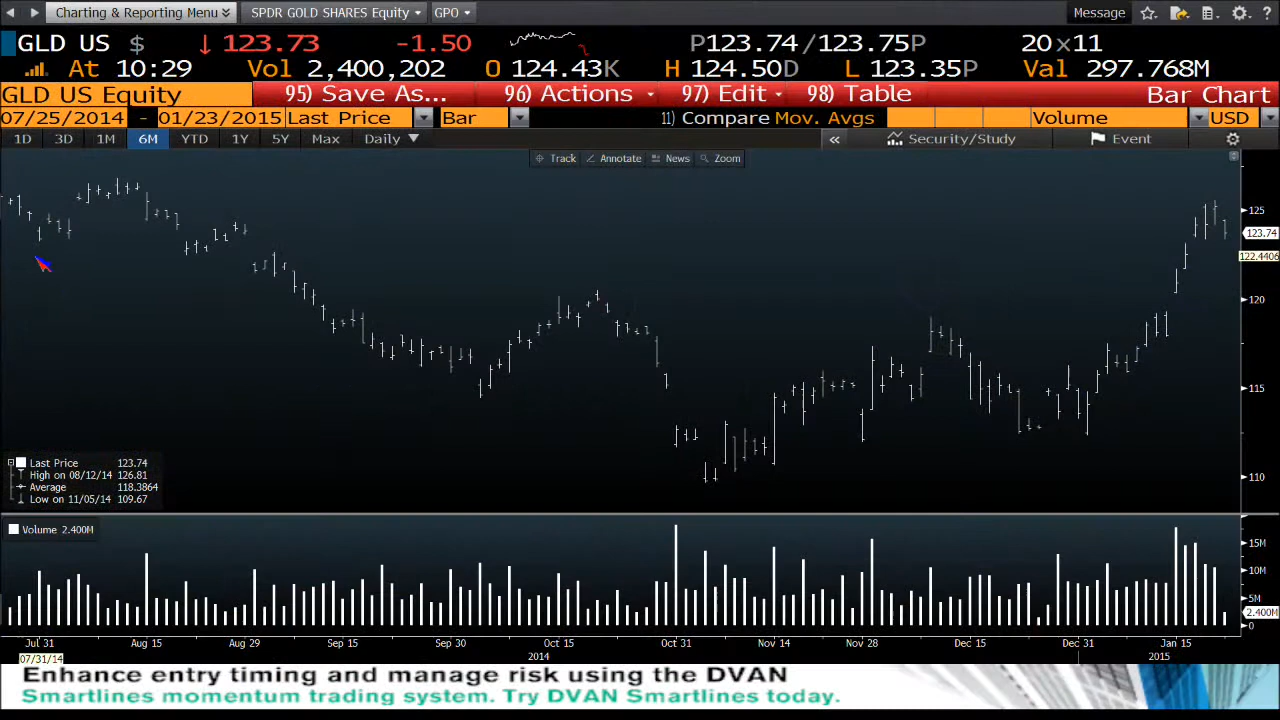 Charting & Reporting Menu SPDR GOLD SHARES Equity GPO Message ?
GLD US $ ↓ 123.73 -1.50 P123.74/123.75P 20x11
At 10:29 Vol 2,400,202 O 124.43K H 124.50D L 123.35P Val 297.768M
GLD US Equity 95) Save As... 96) Actions 97) Edit 98) Table Bar Chart
07/25/2014 - 01/23/2015 Last Price Bar 11) Compare Mov. Avgs Volume USD
1D 3D 1M 6M YTD 1Y 5Y Max Daily ▼ « Security/Study Event
Track Annotate News Zoom
125
123.74
122.4406
120
115
110
Last Price 123.74
High on 08/12/14 126.81
Average 118.3864
Low on 11/05/14 109.67
Volume 2.400M
15M
10M
5M
2.400M
0
Jul 31 Aug 15 Aug 29 Sep 15 Sep 30 Oct 15 Oct 31 Nov 14 Nov 28 Dec 15 Dec 31 Jan 15
07/31/14 2014 2015
Enhance entry timing and manage risk using the DVAN
Smartlines momentum trading system. Try DVAN Smartlines today.